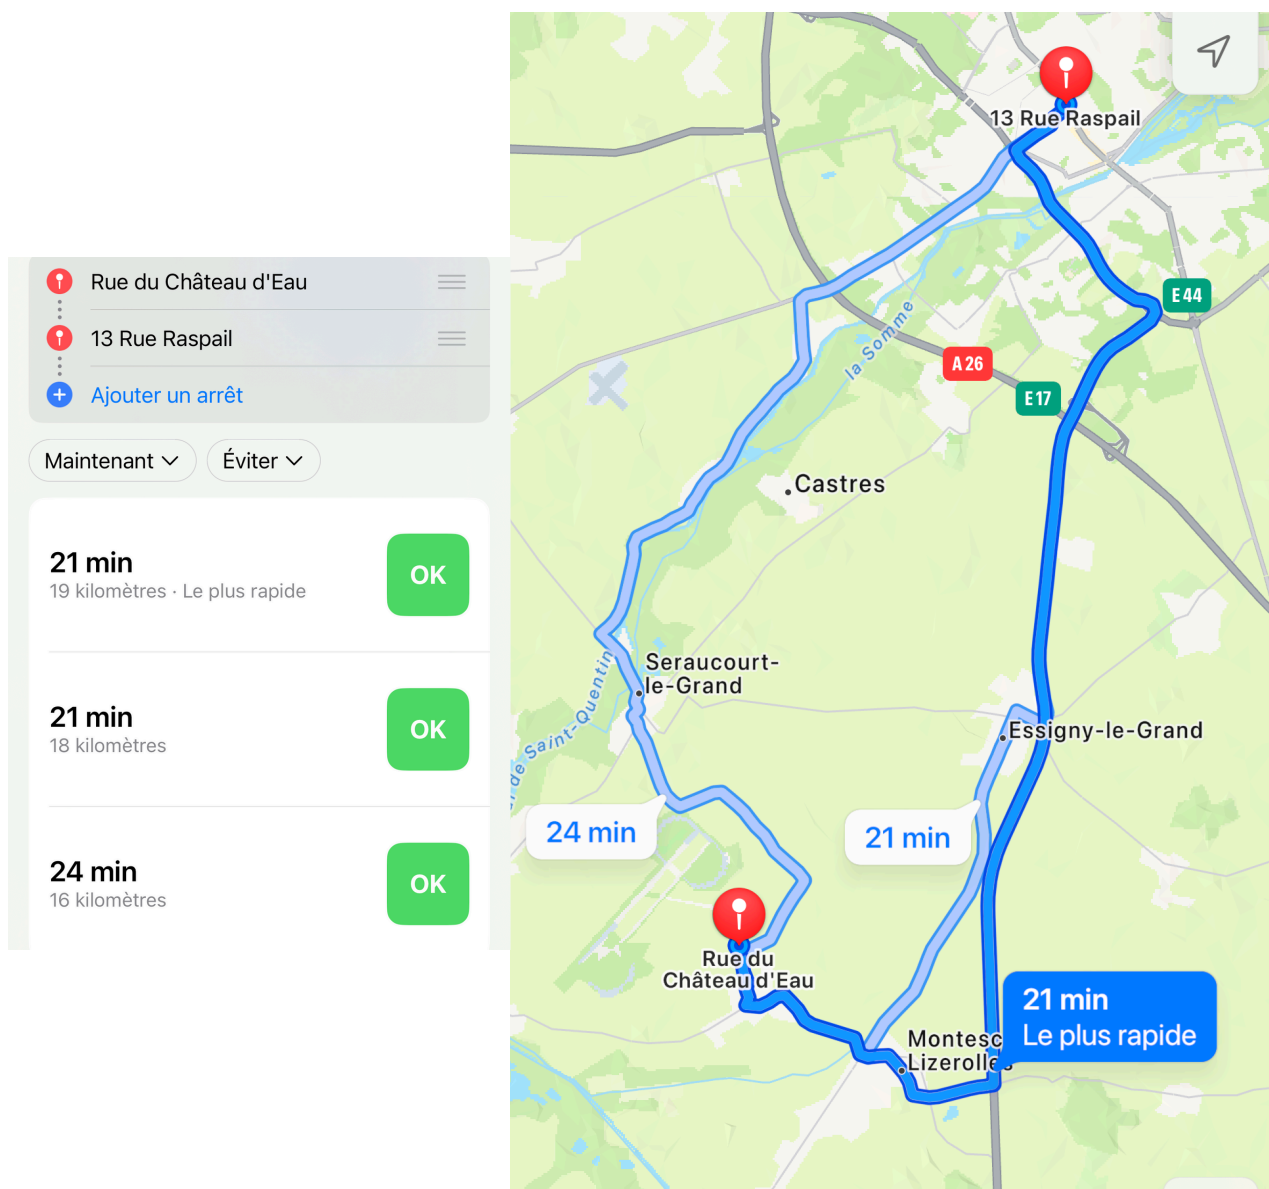 Rue du Château d'Eau
13 Rue Raspail
Ajouter un arrêt
Maintenant
Éviter
21 min
19 kilomètres · Le plus rapide
OK
21 min
18 kilomètres
OK
24 min
16 kilomètres
OK
13 Rue Raspail
E 44
la Somme
A 26
E 17
Castres
Seraucourt-
le-Grand
de Saint-Quentin
Essigny-le-Grand
24 min
21 min
Rue du
Château d'Eau
21 min
Le plus rapide
Montesc
Lizerolles